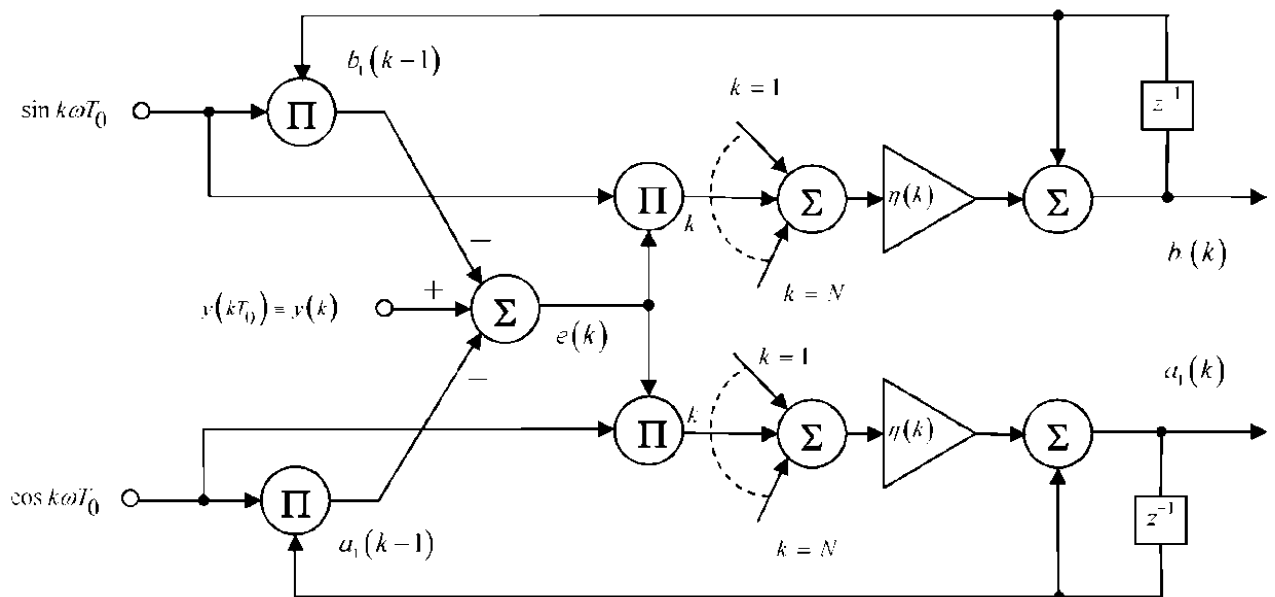 b₁(k−1)
k = 1
sin kωT₀
Π
z⁻¹
Π
k
Σ
η(k)
Σ
b₁(k)
−
k = N
y(kT₀) = y(k)
+
Σ
e(k)
k = 1
a₁(k)
−
Π
k
Σ
η(k)
Σ
cos kωT₀
Π
z⁻¹
a₁(k−1)
k = N